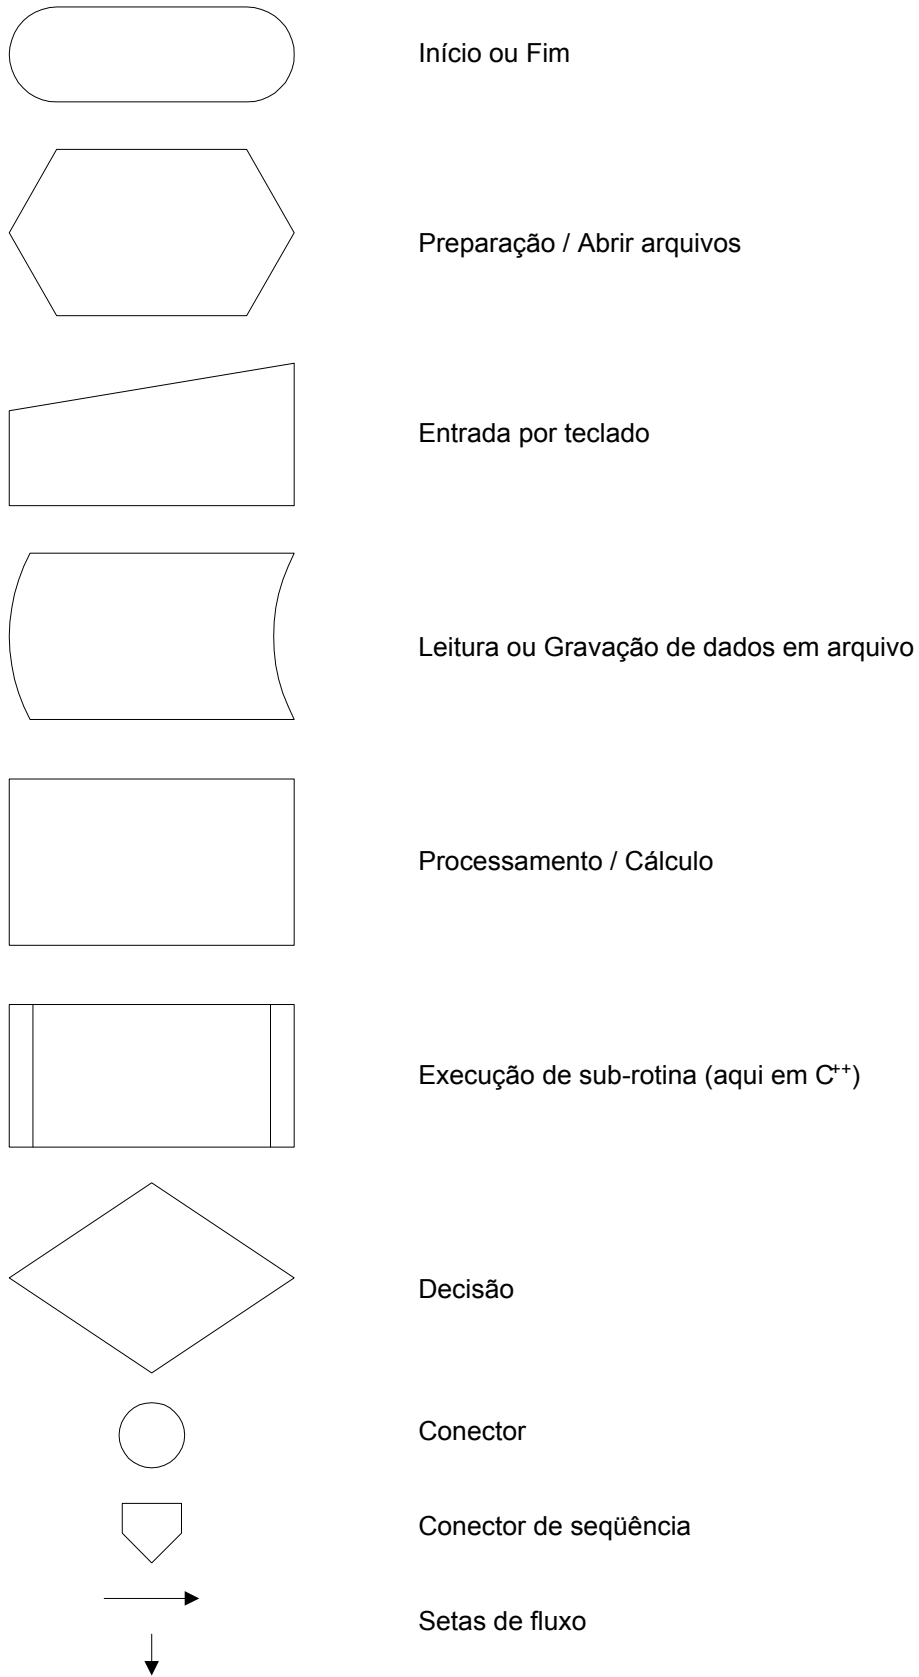 Início ou Fim
Preparação / Abrir arquivos
Entrada por teclado
Leitura ou Gravação de dados em arquivo
Processamento / Cálculo
Execução de sub-rotina (aqui em C++)
Decisão
Conector
Conector de seqüência
Setas de fluxo